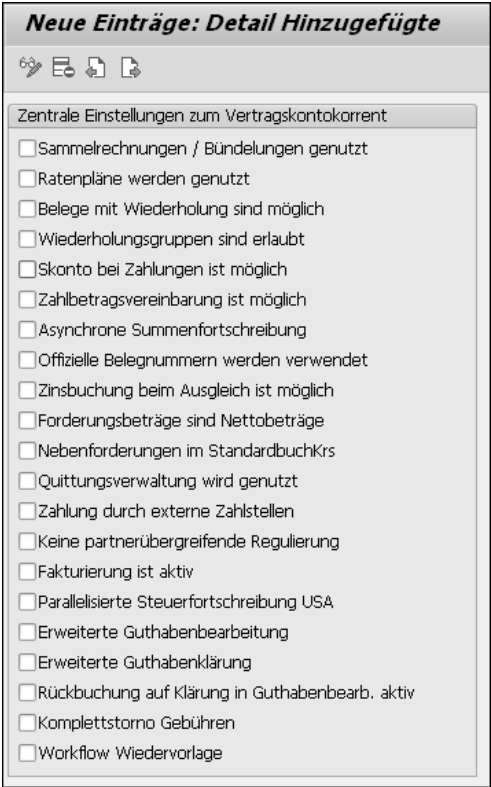 Neue Einträge: Detail Hinzugefügte
Zentrale Einstellungen zum Vertragskontokorrent
Sammelrechnungen / Bündelungen genutzt
Ratenpläne werden genutzt
Belege mit Wiederholung sind möglich
Wiederholungsgruppen sind erlaubt
Skonto bei Zahlungen ist möglich
Zahlbetragsvereinbarung ist möglich
Asynchrone Summenfortschreibung
Offizielle Belegnummern werden verwendet
Zinsbuchung beim Ausgleich ist möglich
Forderungsbeträge sind Nettobeträge
Nebenforderungen im StandardbuchKrs
Quittungsverwaltung wird genutzt
Zahlung durch externe Zahlstellen
Keine partnerübergreifende Regulierung
Fakturierung ist aktiv
Parallelisierte Steuerfortschreibung USA
Erweiterte Guthabenbearbeitung
Erweiterte Guthabenklärung
Rückbuchung auf Klärung in Guthabenbearb. aktiv
Komplettstorno Gebühren
Workflow Wiedervorlage